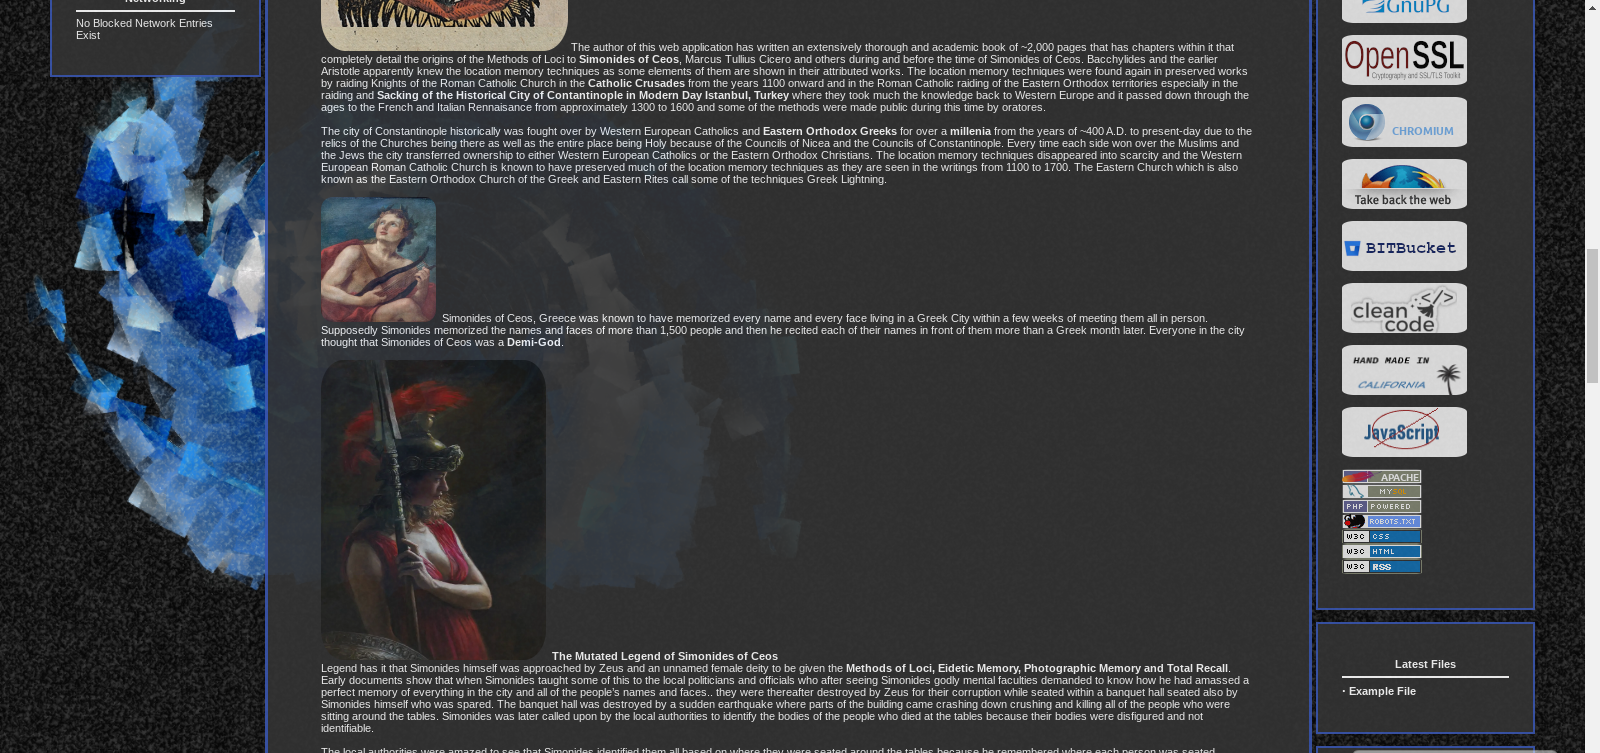 Networking
No Blocked Network Entries
Exist
The author of this web application has written an extensively thorough and academic book of ~2,000 pages that has chapters within it that
completely detail the origins of the Methods of Loci to Simonides of Ceos, Marcus Tullius Cicero and others during and before the time of Simonides of Ceos. Bacchylides and the earlier
Aristotle apparently knew the location memory techniques as some elements of them are shown in their attributed works. The location memory techniques were found again in preserved works
by raiding Knights of the Roman Catholic Church in the Catholic Crusades from the years 1100 onward and in the Roman Catholic raiding of the Eastern Orthodox territories especially in the
raiding and Sacking of the Historical City of Contantinople in Modern Day Istanbul, Turkey where they took much the knowledge back to Western Europe and it passed down through the
ages to the French and Italian Rennaisance from approximately 1300 to 1600 and some of the methods were made public during this time by oratores.
The city of Constantinople historically was fought over by Western European Catholics and Eastern Orthodox Greeks for over a millenia from the years of ~400 A.D. to present-day due to the
relics of the Churches being there as well as the entire place being Holy because of the Councils of Nicea and the Councils of Constantinople. Every time each side won over the Muslims and
the Jews the city transferred ownership to either Western European Catholics or the Eastern Orthodox Christians. The location memory techniques disappeared into scarcity and the Western
European Roman Catholic Church is known to have preserved much of the location memory techniques as they are seen in the writings from 1100 to 1700. The Eastern Church which is also
known as the Eastern Orthodox Church of the Greek and Eastern Rites call some of the techniques Greek Lightning.
Simonides of Ceos, Greece was known to have memorized every name and every face living in a Greek City within a few weeks of meeting them all in person.
Supposedly Simonides memorized the names and faces of more than 1,500 people and then he recited each of their names in front of them more than a Greek month later. Everyone in the city
thought that Simonides of Ceos was a Demi-God.
The Mutated Legend of Simonides of Ceos
Legend has it that Simonides himself was approached by Zeus and an unnamed female deity to be given the Methods of Loci, Eidetic Memory, Photographic Memory and Total Recall.
Early documents show that when Simonides taught some of this to the local politicians and officials who after seeing Simonides godly mental faculties demanded to know how he had amassed a
perfect memory of everything in the city and all of the people's names and faces.. they were thereafter destroyed by Zeus for their corruption while seated within a banquet hall seated also by
Simonides himself who was spared. The banquet hall was destroyed by a sudden earthquake where parts of the building came crashing down crushing and killing all of the people who were
sitting around the tables. Simonides was later called upon by the local authorities to identify the bodies of the people who died at the tables because their bodies were disfigured and not
identifiable.
The local authorities were amazed to see that Simonides identified them all based on where they were seated around the tables because he remembered where each person was seated
GnuPG
OpenSSL
Cryptography and SSL/TLS Toolkit
CHROMIUM
Take back the web
BITBucket
clean code </>
HAND MADE IN
CALIFORNIA
JavaScript
APACHE
MYSQL
PHP POWERED
ROBOTS.TXT
W3C CSS
W3C HTML
W3C RSS
Latest Files
· Example File